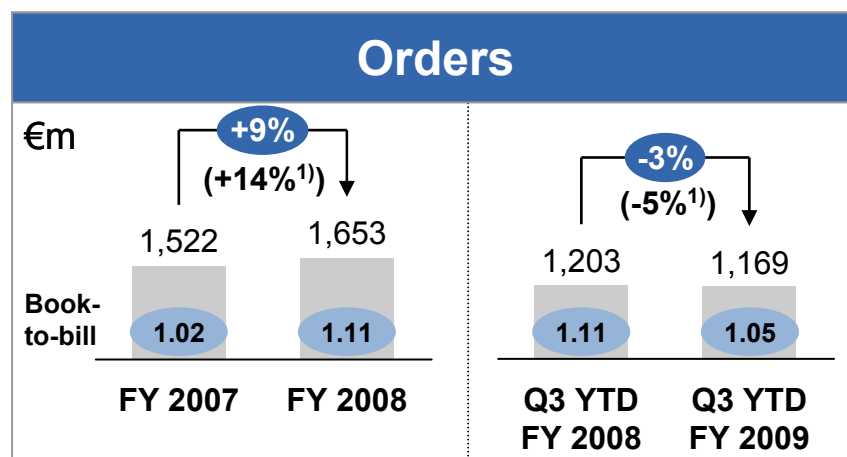 Orders
€m
+9%
(+14%1))
1,522
1,653
Book-
to-bill
1.02
1.11
FY 2007
FY 2008
-3%
(-5%1))
1,203
1,169
1.11
1.05
Q3 YTD
FY 2008
Q3 YTD
FY 2009